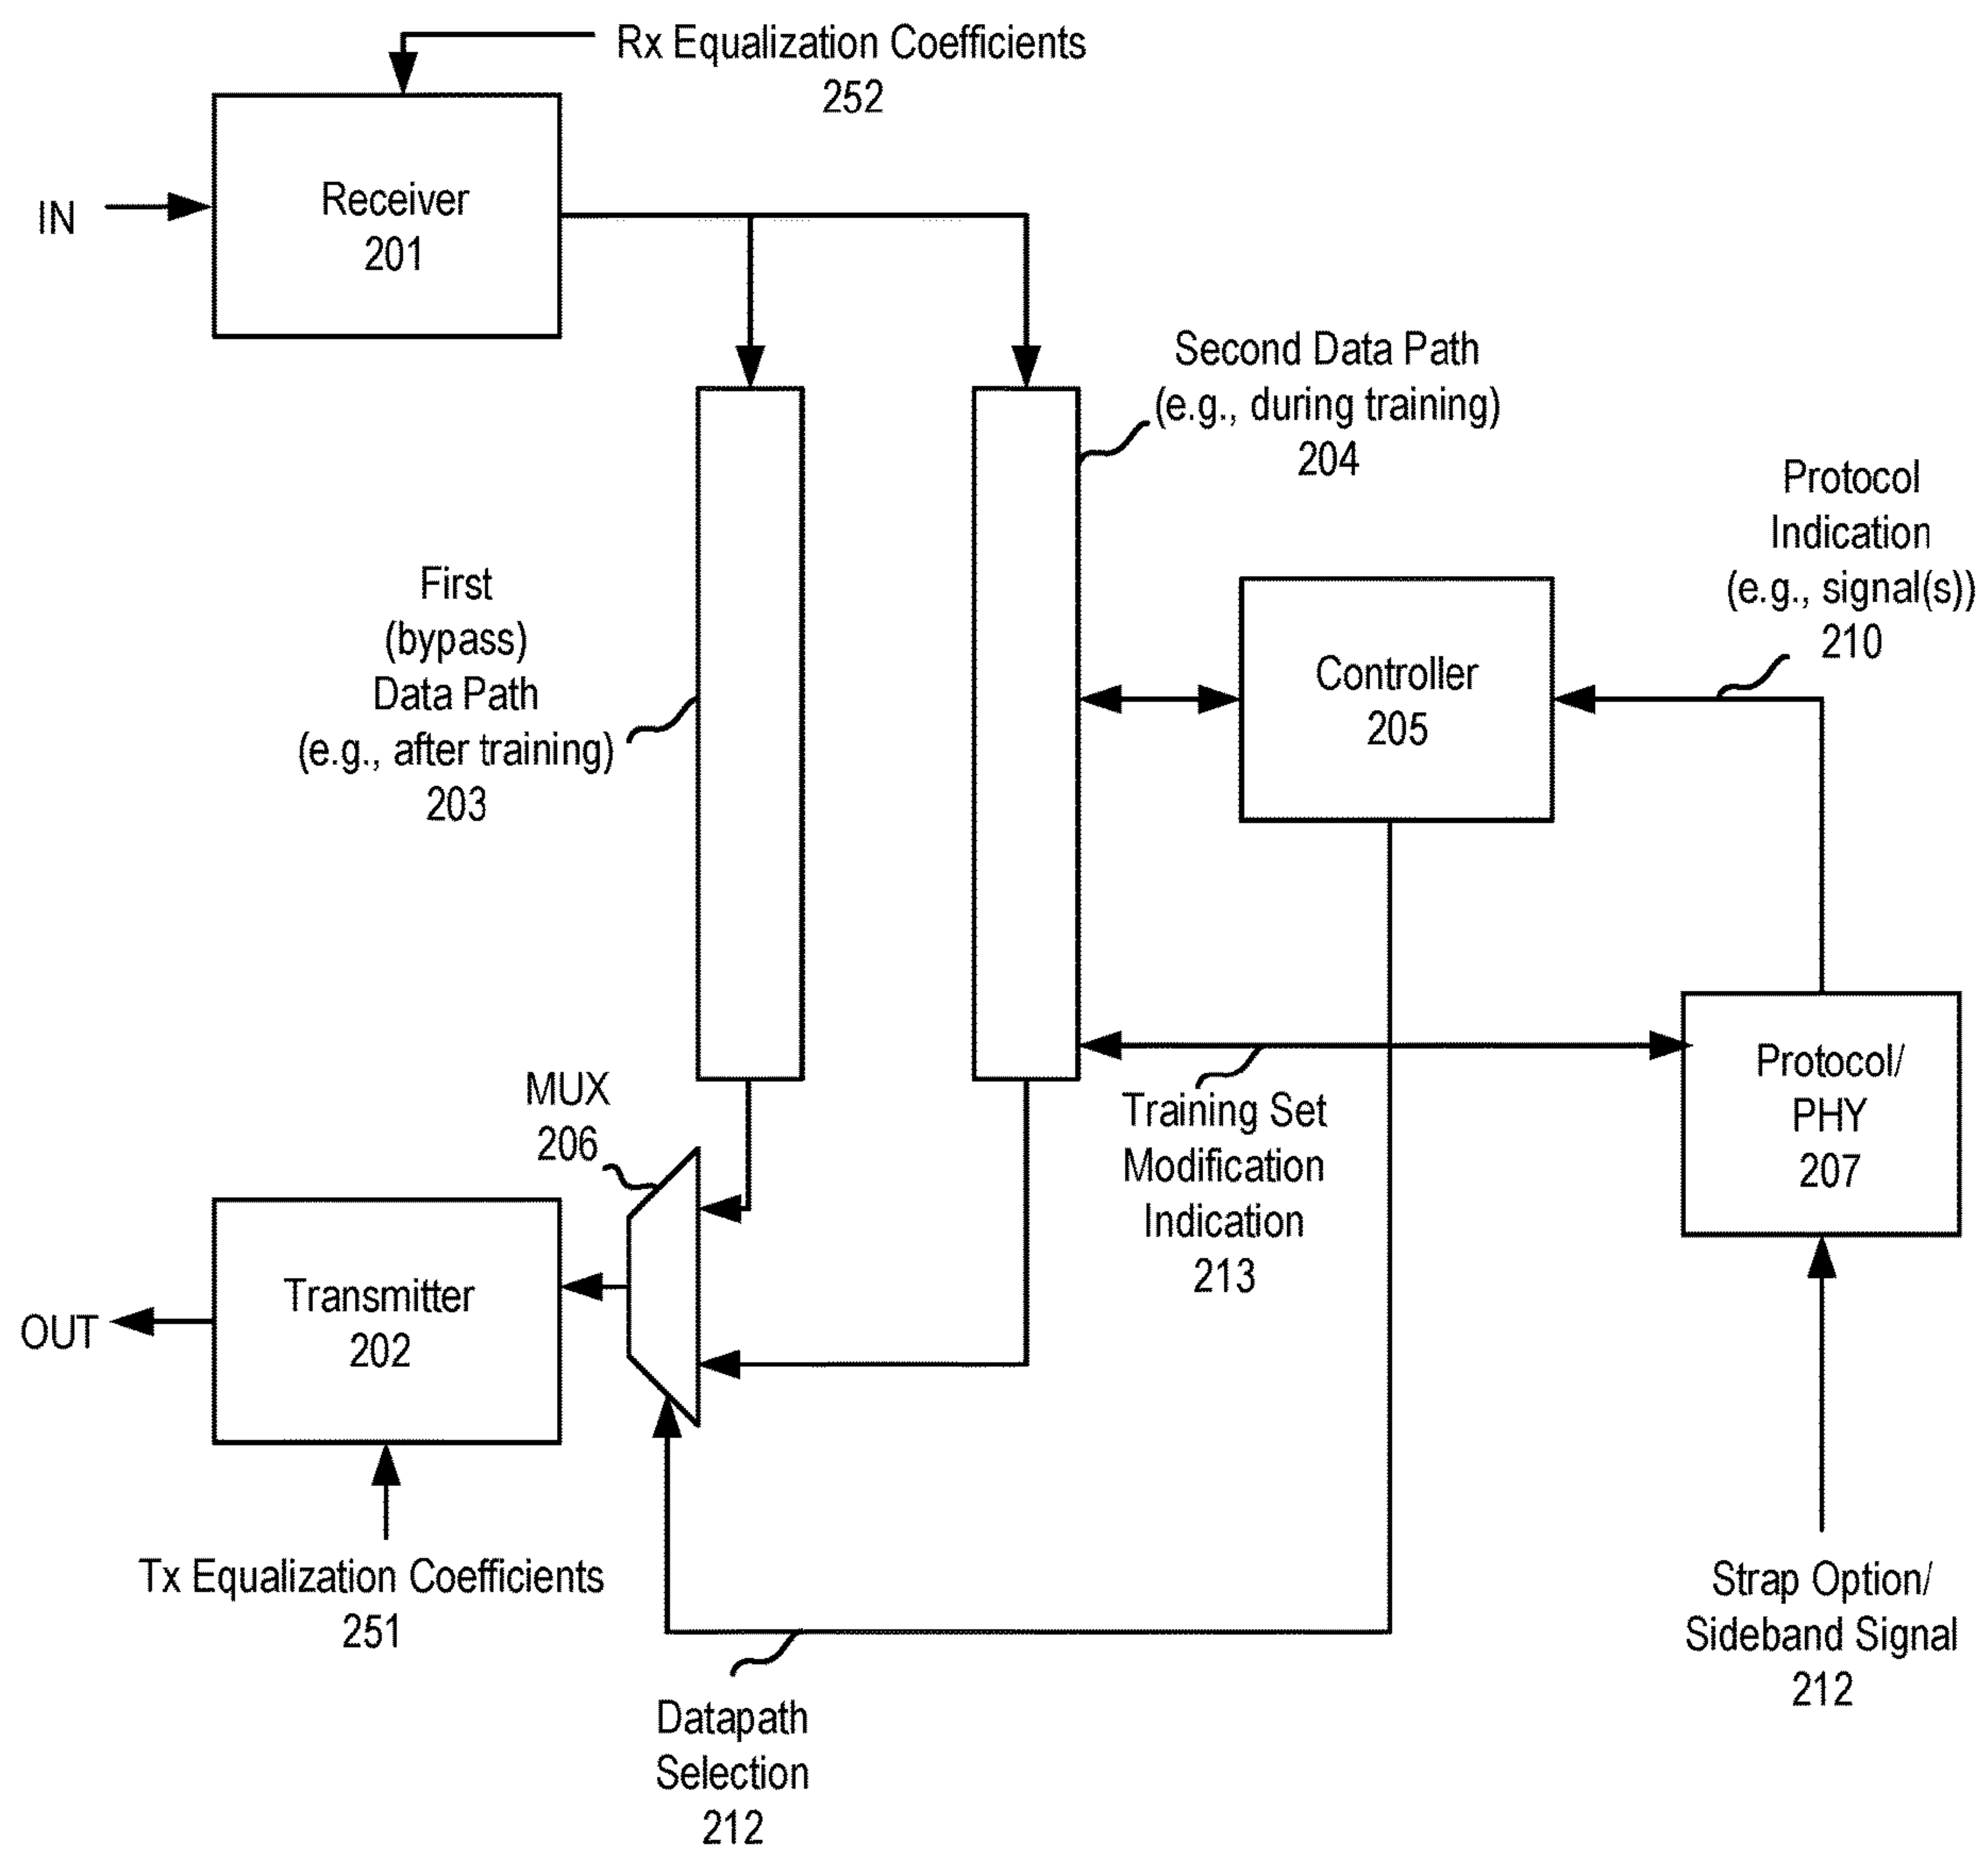 Rx Equalization Coefficients
252
IN
Receiver
201
Second Data Path
(e.g., during training)
204
Protocol
Indication
(e.g., signal(s))
210
First
(bypass)
Data Path
(e.g., after training)
203
Controller
205
MUX
206
Training Set
Modification
Indication
213
Protocol/
PHY
207
OUT
Transmitter
202
Tx Equalization Coefficients
251
Strap Option/
Sideband Signal
212
Datapath
Selection
212